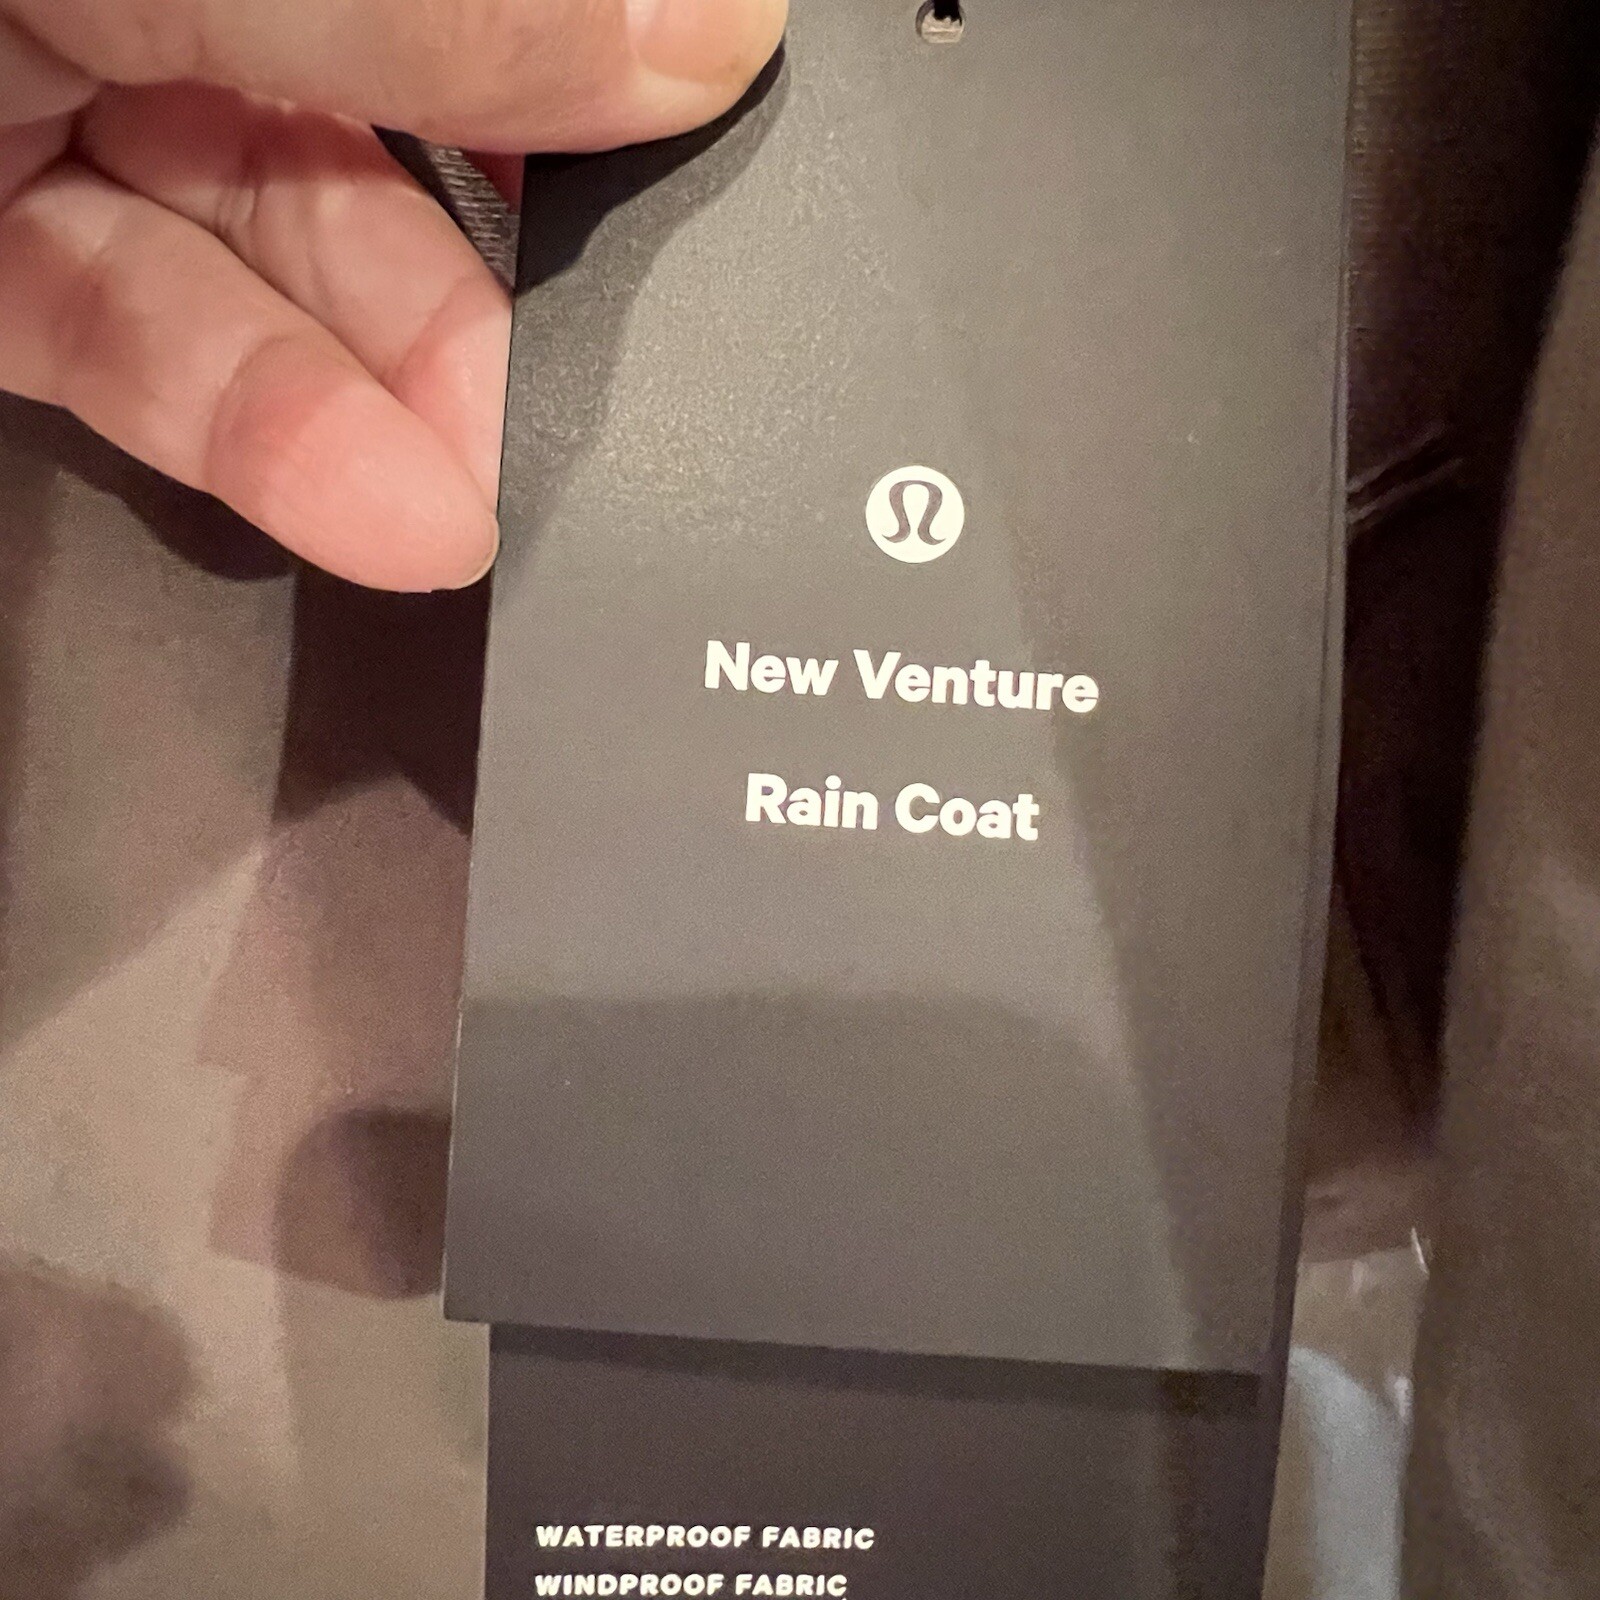 New Venture
Rain Coat
WATERPROOF FABRIC
WINDPROOF FABRIC